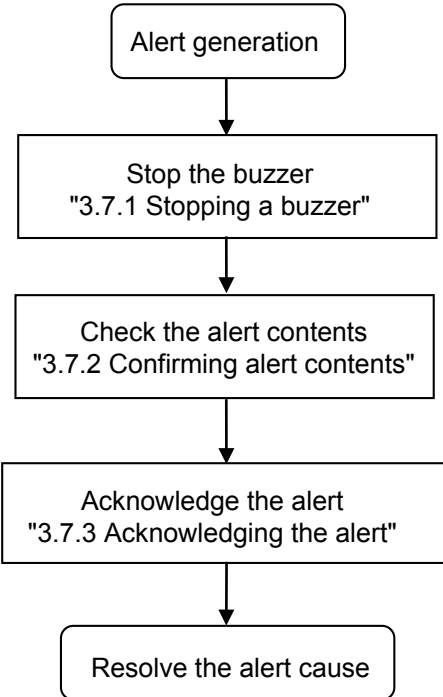 Alert generation
Stop the buzzer
"3.7.1 Stopping a buzzer"
Check the alert contents
"3.7.2 Confirming alert contents"
Acknowledge the alert
"3.7.3 Acknowledging the alert"
Resolve the alert cause